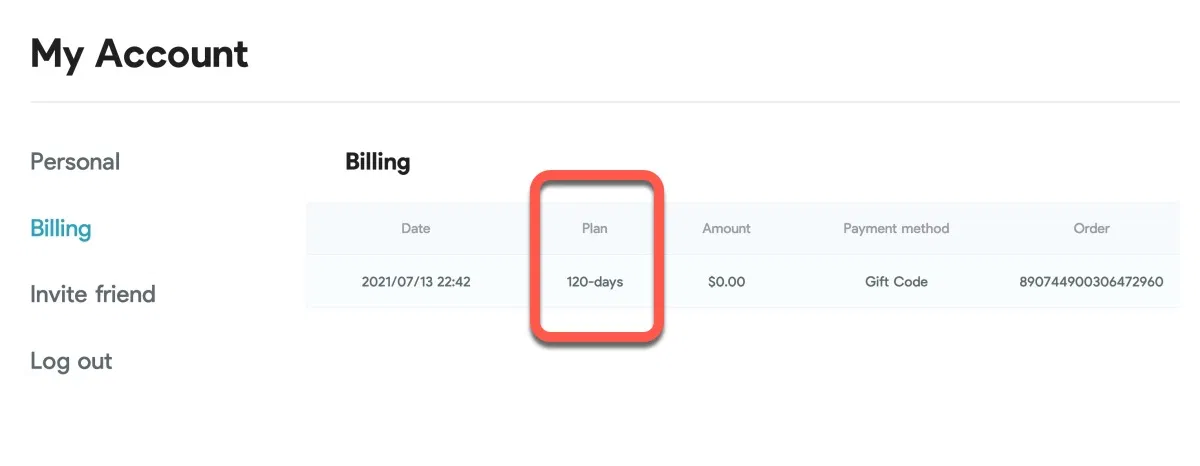 My Account
Personal
Billing
Invite friend
Log out
Billing
Date Plan Amount Payment method Order
2021/07/13 22:42 120-days $0.00 Gift Code 890744900306472960